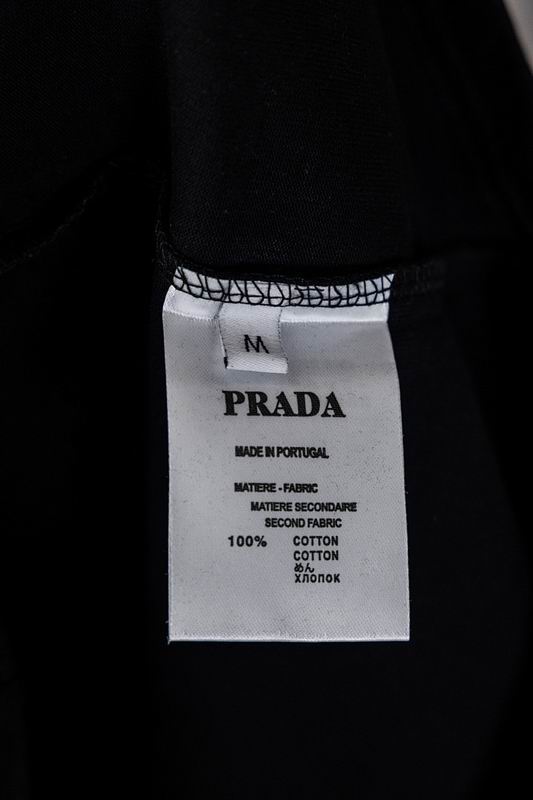 M
PRADA
MADE IN PORTUGAL
MATIERE - FABRIC
MATIERE SECONDAIRE
SECOND FABRIC
100% COTTON
COTTON
めん
ХЛОПОК